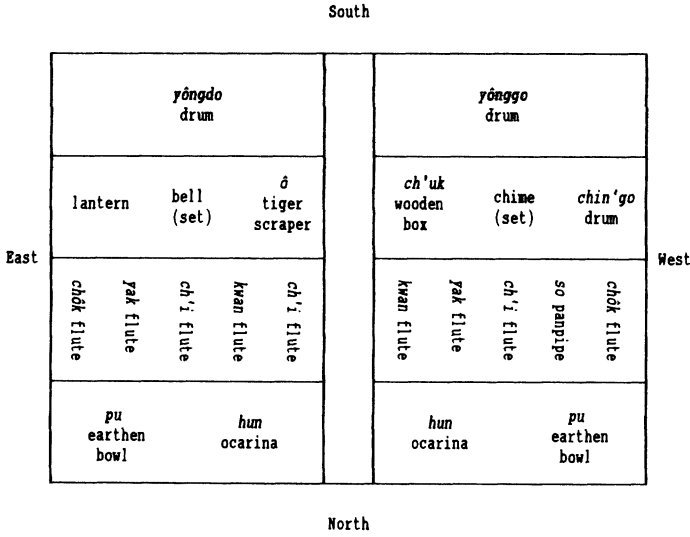 South
yôngdo
drum
yônggo
drum
lantern
bell
(set)
ô
tiger
scraper
ch'uk
wooden
box
chime
(set)
chin'go
drum
East
West
chôk flute
yak flute
ch'i flute
kwan flute
ch'i flute
kwan flute
yak flute
ch'i flute
so panpipe
chôk flute
pu
earthen
bowl
hun
ocarina
hun
ocarina
pu
earthen
bowl
North